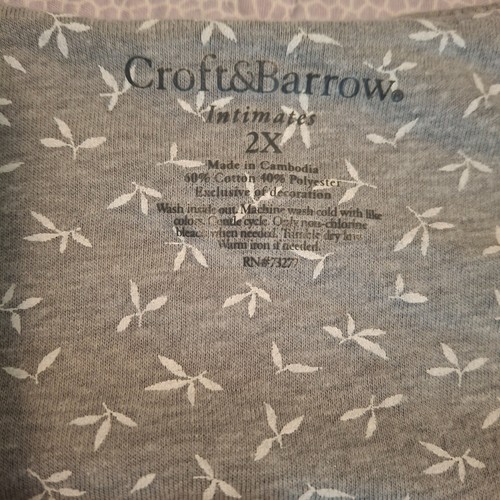 Croft&Barrow®
Intimates
2X
Made in Cambodia
60% Cotton 40% Polyester
Exclusive of decoration
Wash inside out. Machine wash cold with like
colors. Gentle cycle. Only non-chlorine
bleach when needed. Tumble dry low.
Warm iron if needed.
RN#73277